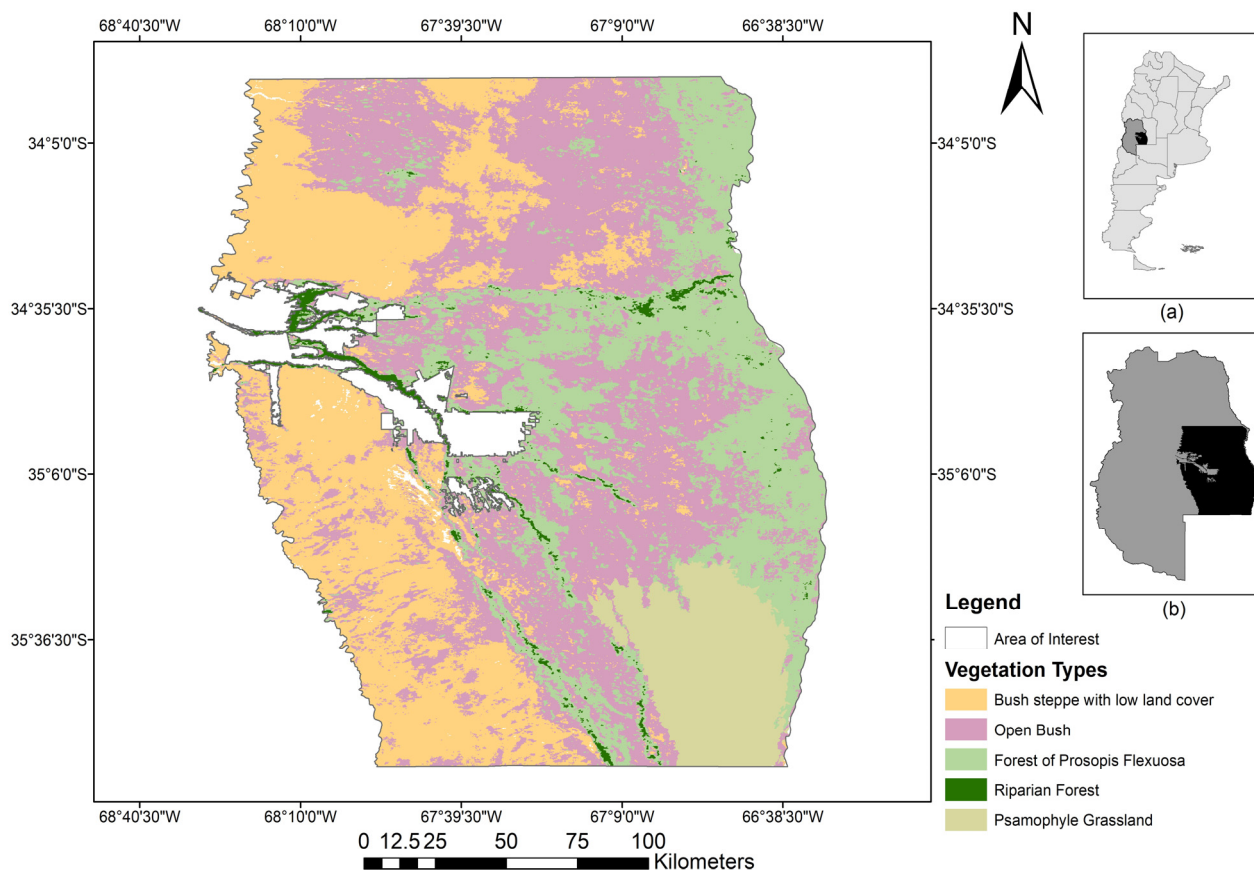 68°40'30"W 68°10'0"W 67°39'30"W 67°9'0"W 66°38'30"W
N
34°5'0"S 34°5'0"S
(a)
34°35'30"S 34°35'30"S
35°6'0"S 35°6'0"S
(b)
Legend
Area of Interest
35°36'30"S 35°36'30"S
Vegetation Types
Bush steppe with low land cover
Open Bush
Forest of Prosopis Flexuosa
Riparian Forest
Psamophyle Grassland
68°40'30"W 68°10'0"W 67°39'30"W 67°9'0"W 66°38'30"W
0 12.5 25 50 75 100
Kilometers